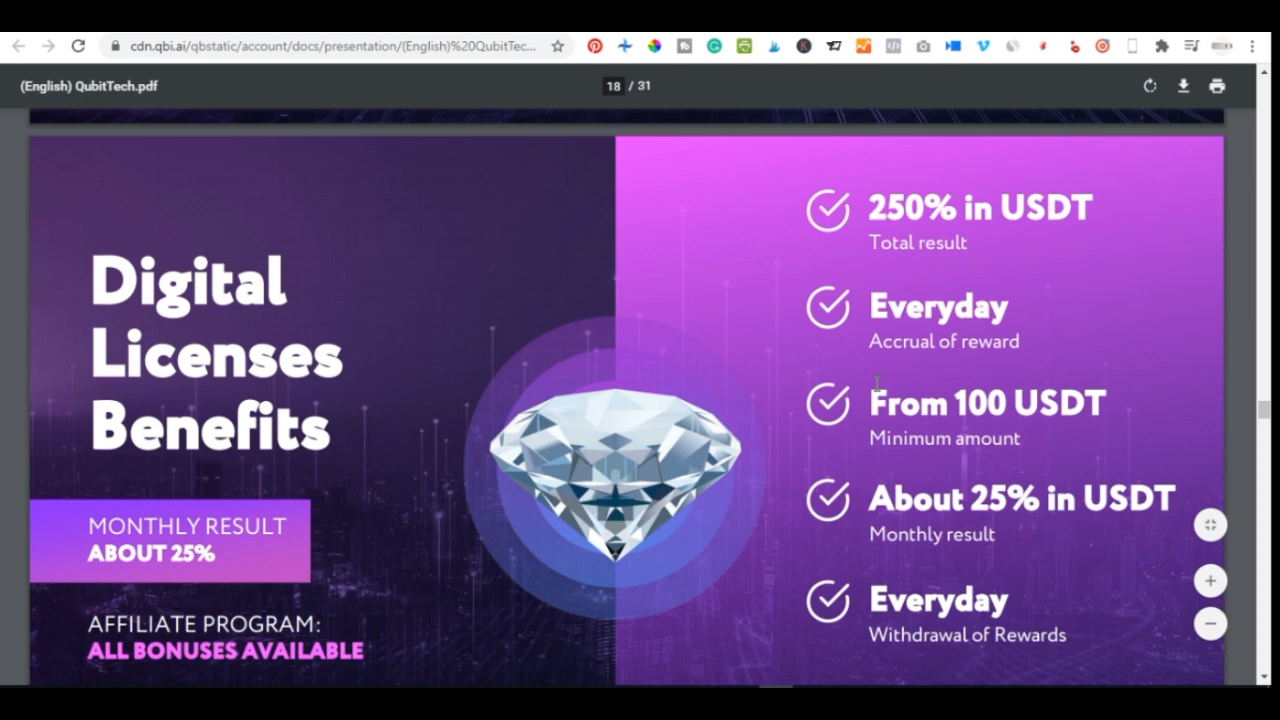 cdn.qbi.ai/qbstatic/account/docs/presentation/(English)%20QubitTec...
(English) QubitTech.pdf
18 / 31
Digital
Licenses
Benefits
MONTHLY RESULT
ABOUT 25%
AFFILIATE PROGRAM:
ALL BONUSES AVAILABLE
250% in USDT
Total result
Everyday
Accrual of reward
From 100 USDT
Minimum amount
About 25% in USDT
Monthly result
Everyday
Withdrawal of Rewards